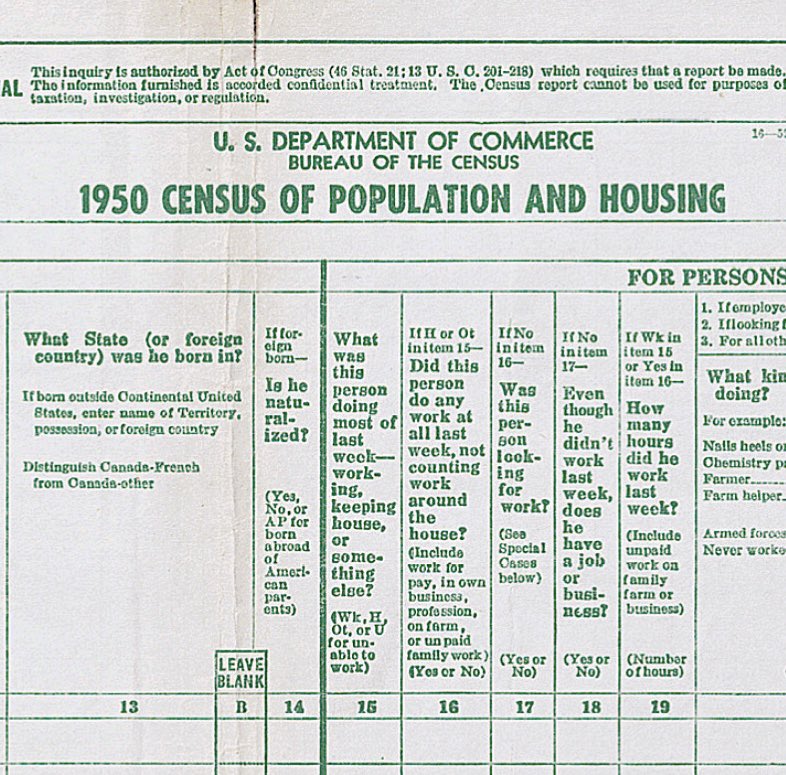 This inquiry is authorized by Act of Congress (46 Stat. 21; 13 U. S. C. 201-218) which requires that a report be made.
AL The information furnished is accorded confidential treatment. The Census report cannot be used for purposes of
taxation, investigation, or regulation.
U. S. DEPARTMENT OF COMMERCE
BUREAU OF THE CENSUS
1950 CENSUS OF POPULATION AND HOUSING
FOR PERSONS
What State (or foreign
country) was he born in?
If born outside Continental United
States, enter name of Territory,
possession, or foreign country
Distinguish Canada-French
from Canada-other
LEAVE
BLANK
If for-
eign
born—
Is he
natu-
ral-
ized?
(Yes,
No, or
AP for
born
abroad
of
Ameri-
can
par-
ents)
What
was
this
person
doing
most of
last
week—
work-
ing,
keeping
house,
or
some-
thing
else?
(Wk, H,
Ot, or U
for un-
able to
work)
If H or Ot
in item 15—
Did this
person
do any
work at
all last
week, not
counting
work
around
the
house?
(Include
work for
pay, in own
business,
profession,
on farm,
or unpaid
family work)
(Yes or No)
If No
in item
16—
Was
this
per-
son
look-
ing
for
work?
(See
Special
Cases
below)
(Yes or
No)
If No
in item
17—
Even
though
he
didn't
work
last
week,
does
he
have
a job
or
busi-
ness?
(Yes or
No)
If Wk in
item 15
or Yes in
item 16—
How
many
hours
did he
work
last
week?
(Include
unpaid
work on
family
farm or
business)
(Number
of hours)
1. If employe
2. If looking f
3. For all oth
What kin
doing?
For example:
Nails heels on
Chemistry p
Farmer
Farm helper
Armed forces
Never worke
13 B 14 15 16 17 18 19